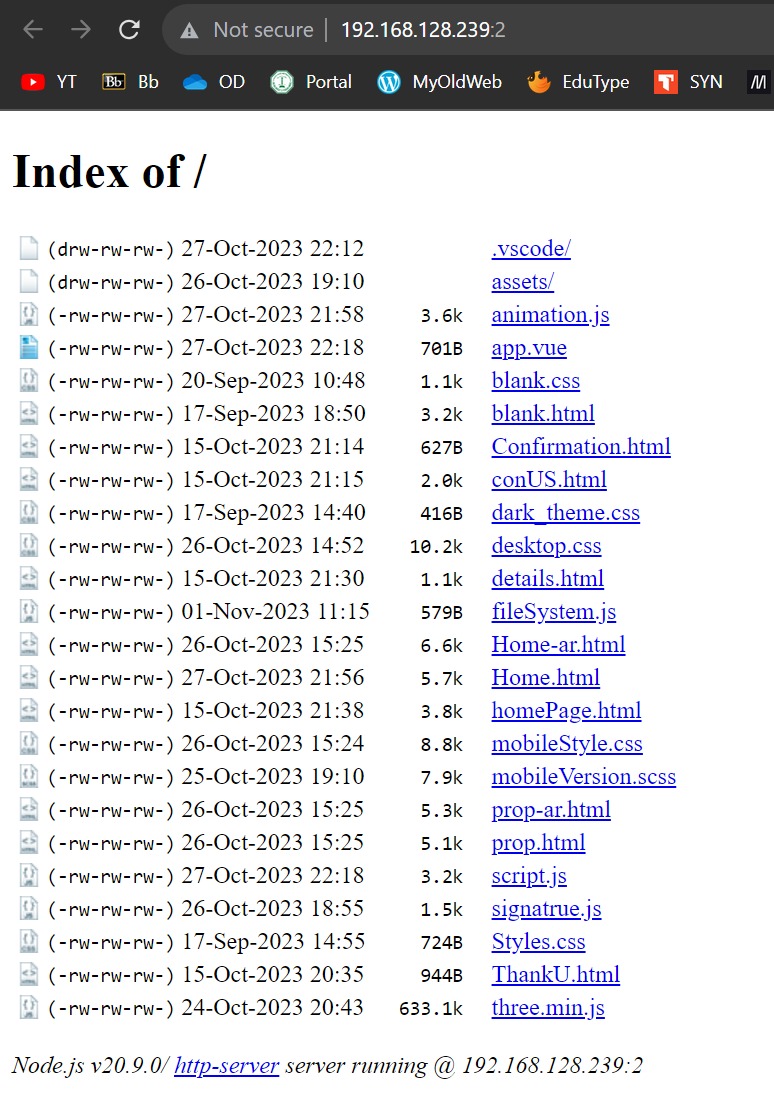 Not secure | 192.168.128.239:2
YT Bb Bb OD Portal MyOldWeb EduType SYN
Index of /
(drw-rw-rw-) 27-Oct-2023 22:12 .vscode/
(drw-rw-rw-) 26-Oct-2023 19:10 assets/
(-rw-rw-rw-) 27-Oct-2023 21:58 3.6k animation.js
(-rw-rw-rw-) 27-Oct-2023 22:18 701B app.vue
(-rw-rw-rw-) 20-Sep-2023 10:48 1.1k blank.css
(-rw-rw-rw-) 17-Sep-2023 18:50 3.2k blank.html
(-rw-rw-rw-) 15-Oct-2023 21:14 627B Confirmation.html
(-rw-rw-rw-) 15-Oct-2023 21:15 2.0k conUS.html
(-rw-rw-rw-) 17-Sep-2023 14:40 416B dark_theme.css
(-rw-rw-rw-) 26-Oct-2023 14:52 10.2k desktop.css
(-rw-rw-rw-) 15-Oct-2023 21:30 1.1k details.html
(-rw-rw-rw-) 01-Nov-2023 11:15 579B fileSystem.js
(-rw-rw-rw-) 26-Oct-2023 15:25 6.6k Home-ar.html
(-rw-rw-rw-) 27-Oct-2023 21:56 5.7k Home.html
(-rw-rw-rw-) 15-Oct-2023 21:38 3.8k homePage.html
(-rw-rw-rw-) 26-Oct-2023 15:24 8.8k mobileStyle.css
(-rw-rw-rw-) 25-Oct-2023 19:10 7.9k mobileVersion.scss
(-rw-rw-rw-) 26-Oct-2023 15:25 5.3k prop-ar.html
(-rw-rw-rw-) 26-Oct-2023 15:25 5.1k prop.html
(-rw-rw-rw-) 27-Oct-2023 22:18 3.2k script.js
(-rw-rw-rw-) 26-Oct-2023 18:55 1.5k signatrue.js
(-rw-rw-rw-) 17-Sep-2023 14:55 724B Styles.css
(-rw-rw-rw-) 15-Oct-2023 20:35 944B ThankU.html
(-rw-rw-rw-) 24-Oct-2023 20:43 633.1k three.min.js
Node.js v20.9.0/ http-server server running @ 192.168.128.239:2